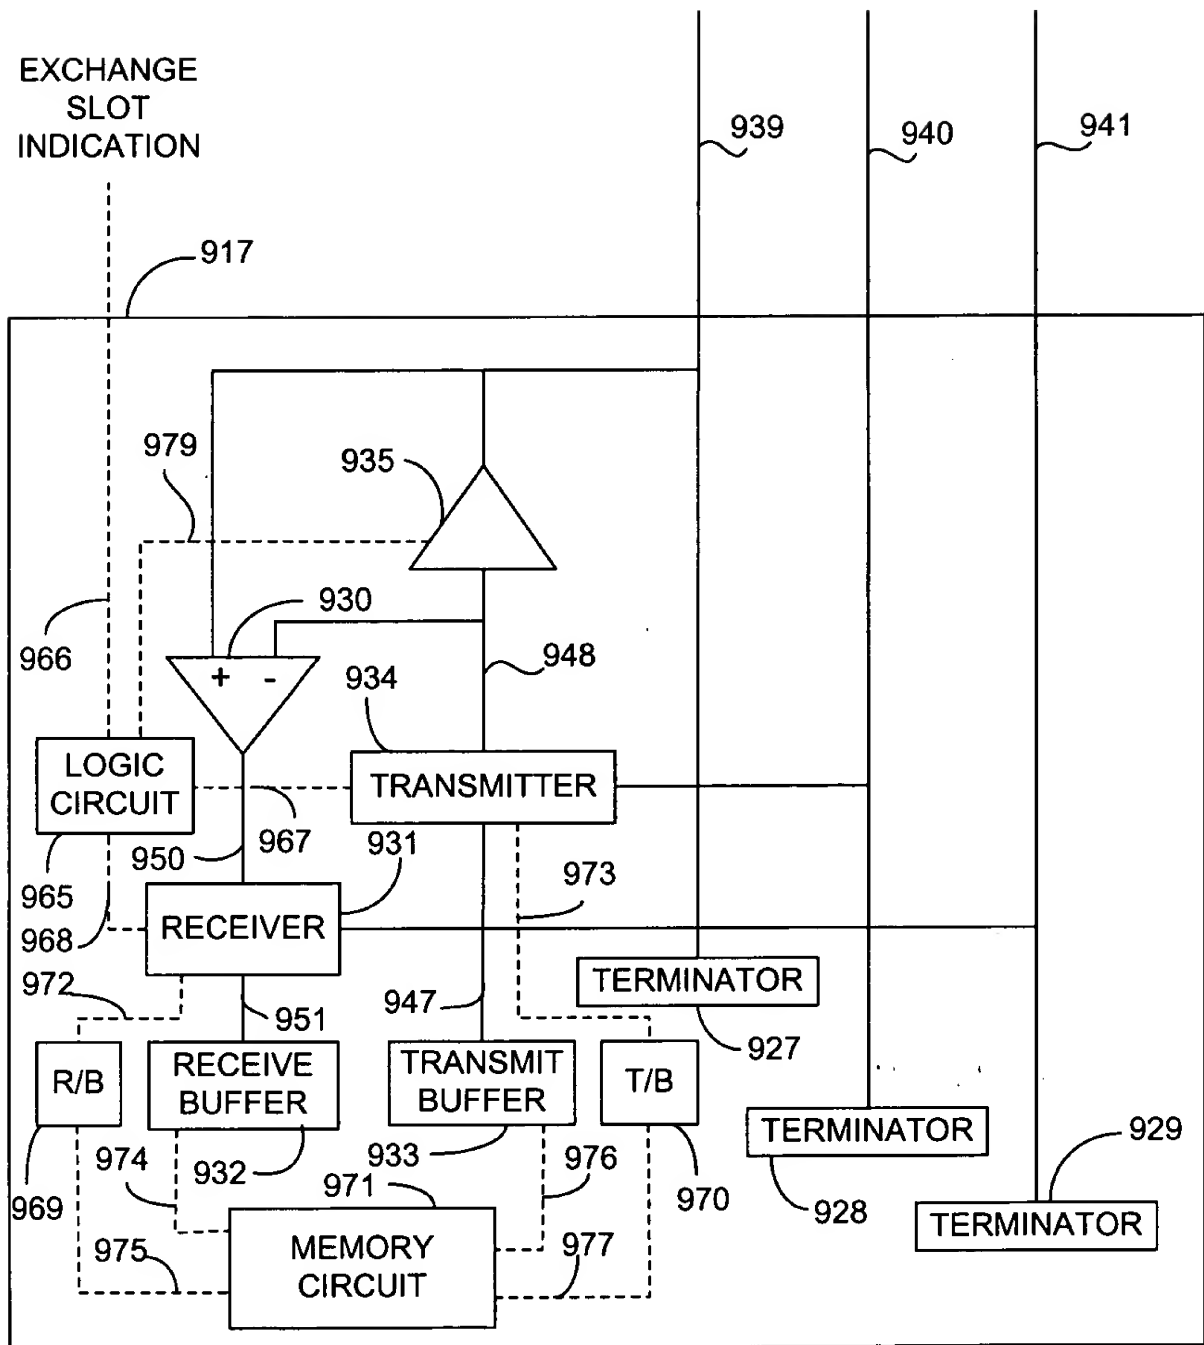 EXCHANGE
SLOT
INDICATION
939
940
941
917
979
935
930
966
948
934
+ -
LOGIC
CIRCUIT
TRANSMITTER
967
931
950
965
973
968
RECEIVER
972
TERMINATOR
947
951
927
R/B
RECEIVE
BUFFER
TRANSMIT
BUFFER
T/B
TERMINATOR
929
974
932
933
976
969
971
970
928
TERMINATOR
975
977
MEMORY
CIRCUIT